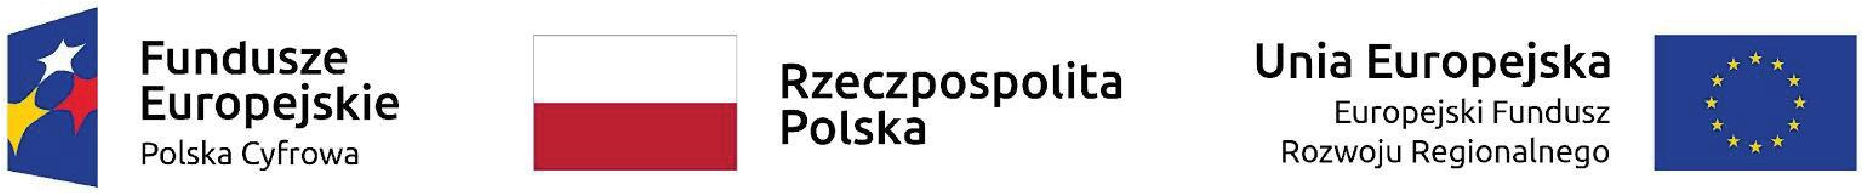 Fundusze
Europejskie
Polska Cyfrowa
Rzeczpospolita
Polska
Unia Europejska
Europejski Fundusz
Rozwoju Regionalnego